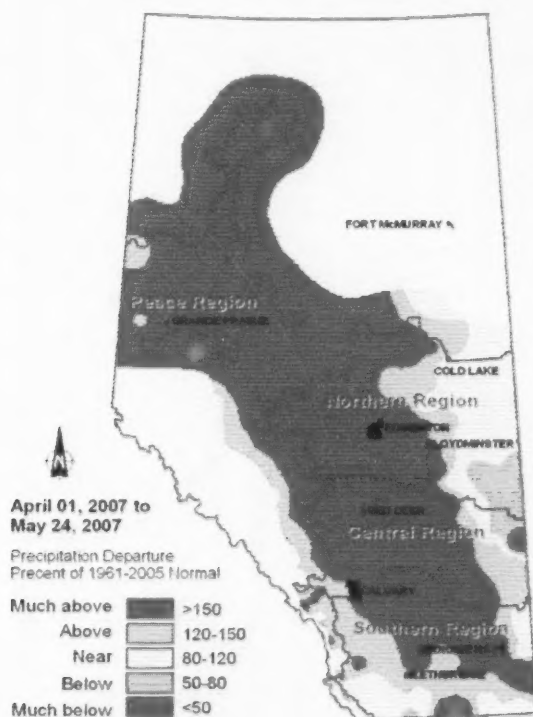 FORT McMURRAY
Peace Region
GRANDE PRAIRIE
COLD LAKE
Northern Region
EDMONTON
LLOYDMINSTER
N
April 01, 2007 to
May 24, 2007
RED DEER
Central Region
Precipitation Departure
Precent of 1961-2005 Normal
CALGARY
Much above >150
Above 120-150
Southern Region
Near 80-120
LETHBRIDGE
Below 50-80
Much below <50